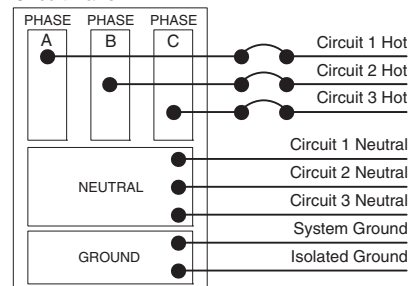 PHASE PHASE PHASE
A B C
Circuit 1 Hot
Circuit 2 Hot
Circuit 3 Hot
Circuit 1 Neutral
Circuit 2 Neutral
NEUTRAL
Circuit 3 Neutral
System Ground
GROUND
Isolated Ground